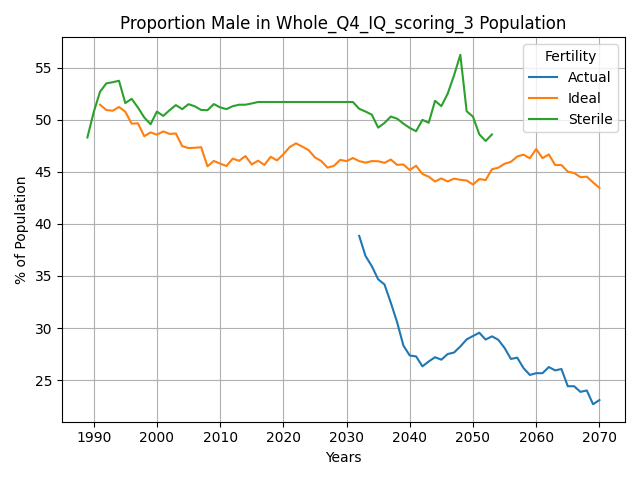 Proportion Male in Whole_Q4_IQ_scoring_3 Population
Fertility
Actual
Ideal
Sterile
% of Population
55
50
45
40
35
30
25
1990
2000
2010
2020
2030
2040
2050
2060
2070
Years